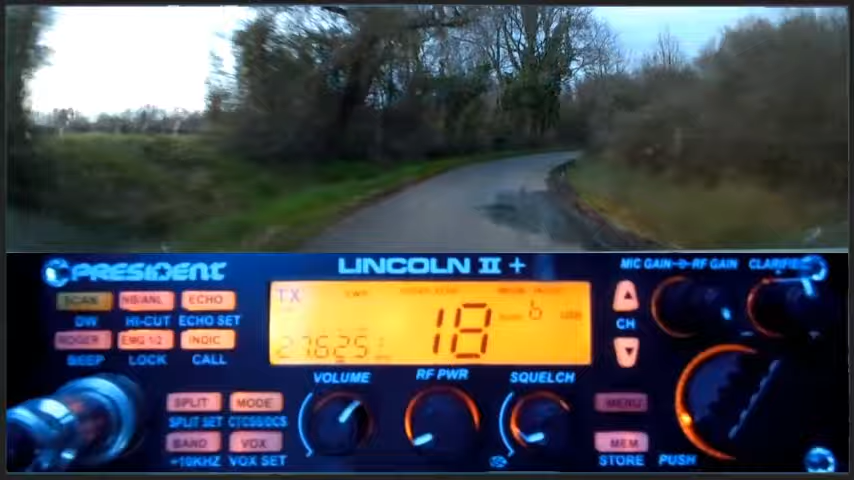 PRESIDENT LINCOLN II + MIC GAIN RF GAIN CLARIFIER
SCAN NB/ANL ECHO TX
DW HI-CUT ECHO SET
ROGER EMG 1/2 INDIC 27.625 18 b CH
BEEP LOCK CALL
VOLUME RF PWR SQUELCH
SPLIT MODE MENU
SPLIT SET CTCSS/DCS
BAND VOX MEM
+10KHZ VOX SET STORE PUSH